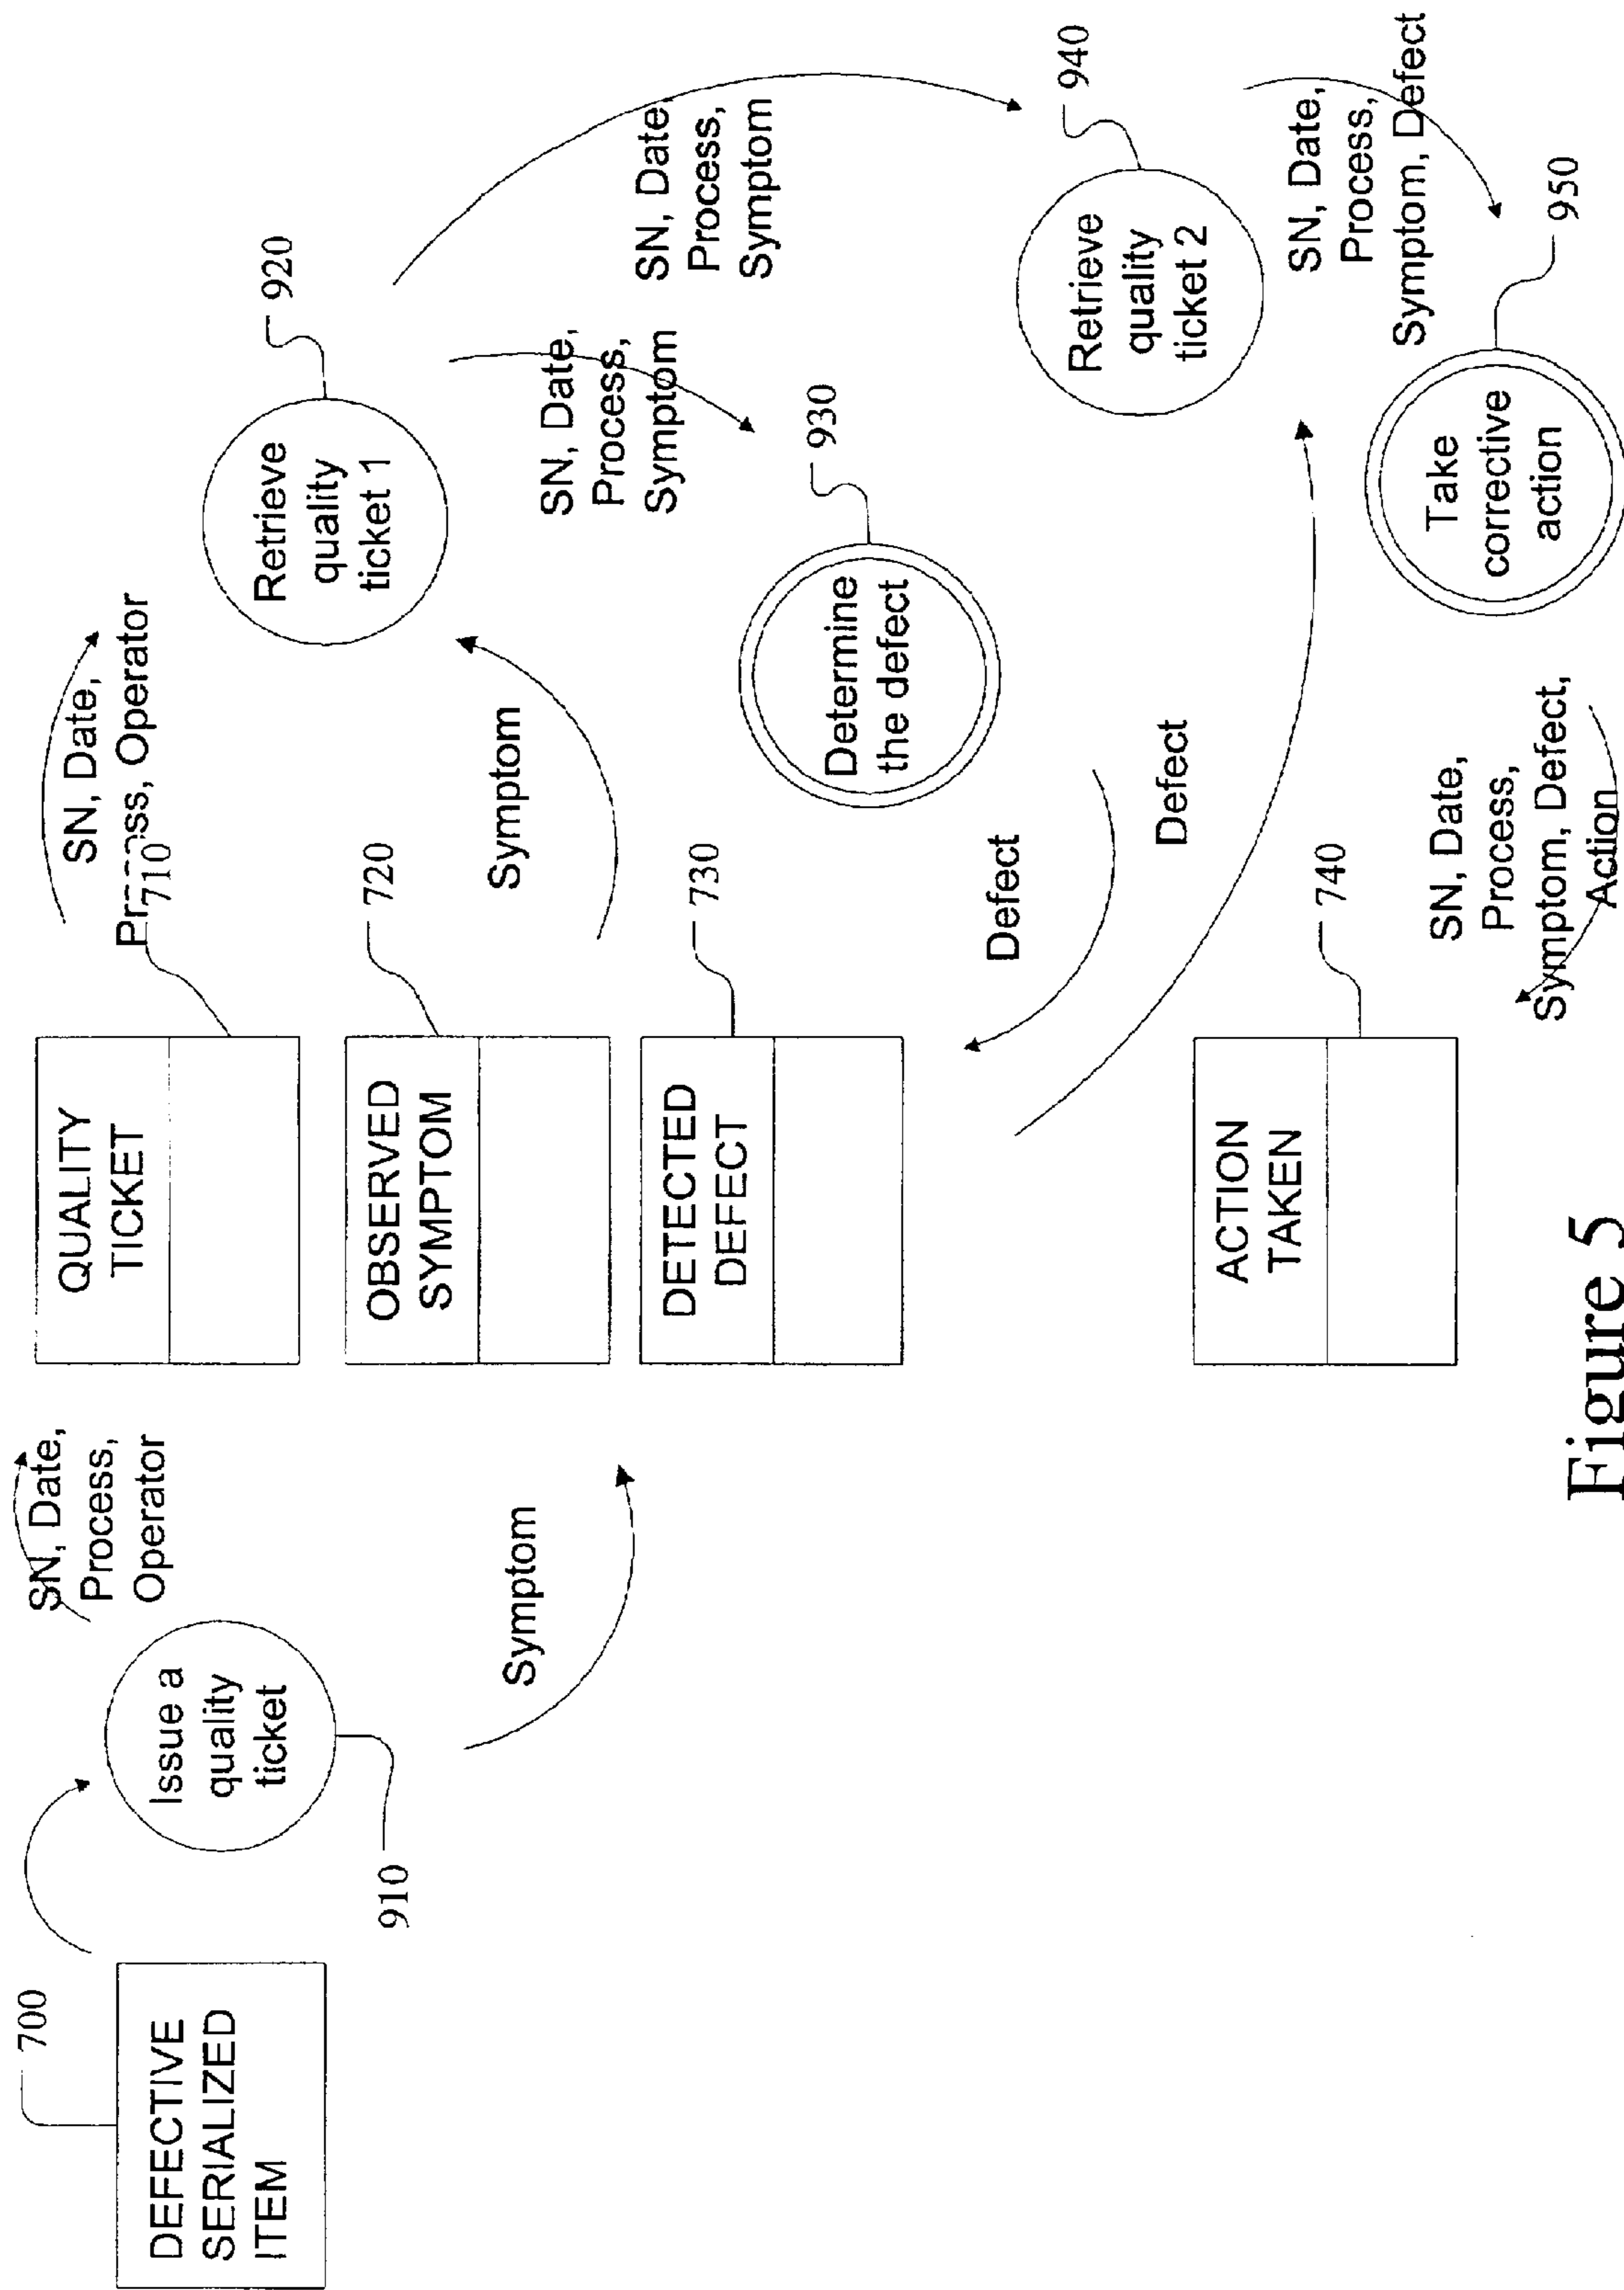 700
DEFECTIVE
SERIALIZED
ITEM
Issue a
quality
ticket
910
SN, Date,
Process,
Operator
Symptom
QUALITY
TICKET
710
OBSERVED
SYMPTOM
720
DETECTED
DEFECT
730
ACTION
TAKEN
740
SN, Date,
Process, Operator
Symptom
Retrieve
quality
ticket 1
920
SN, Date,
Process,
Symptom
SN, Date,
Process,
Symptom
Determine
the defect
930
Defect
Defect
Retrieve
quality
ticket 2
940
SN, Date,
Process,
Symptom, Defect
Take
corrective
action
950
SN, Date,
Process,
Symptom, Defect,
Action
Figure 5